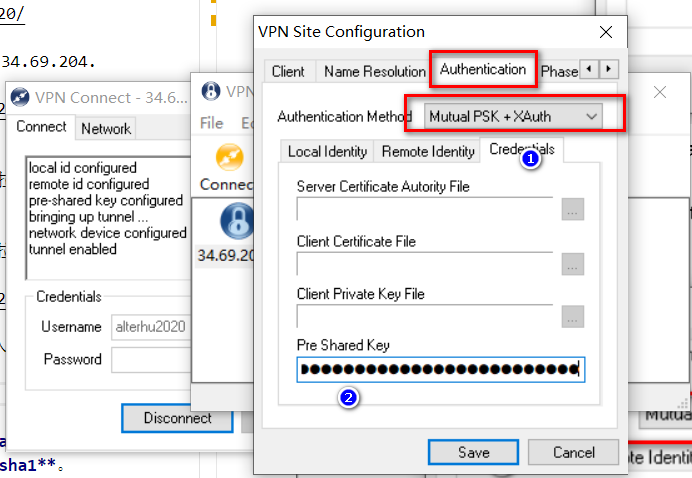 20/
34.69.204.
VPN Connect - 34.6...
Connect
Network
local id configured
remote id configured
pre-shared key configured
bringing up tunnel ...
network device configured
tunnel enabled
Credentials
Username
alterhu2020
Password
Disconnect
sha1**。
VPN
File
Connec
34.69.20
VPN Site Configuration
Client
Name Resolution
Authentication
Phase
Authentication Method
Mutual PSK + XAuth
Local Identity
Remote Identity
Credentials
1
Server Certificate Autority File
...
Client Certificate File
...
Client Private Key File
...
Pre Shared Key
2
Save
Cancel
Mutual
te Identit